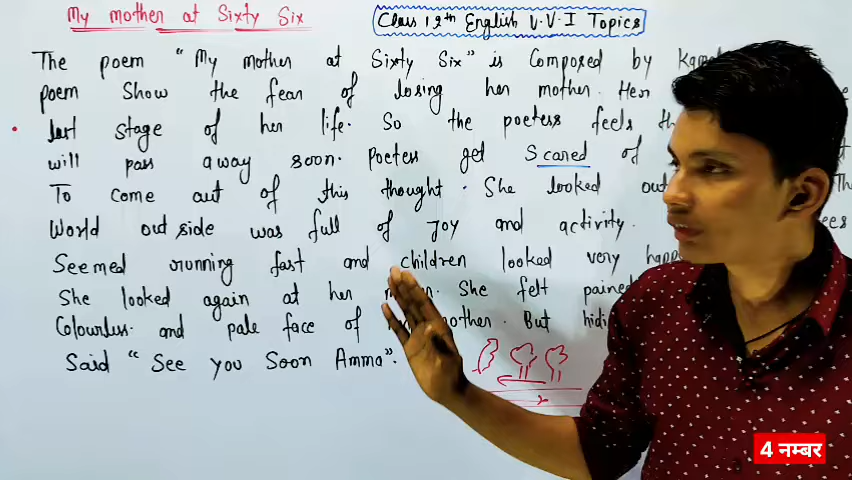 My mother at Sixty Six
Class 12th English V.V.I Topics
The poem "My mother at Sixty Six" is Composed by Kam
poem Show the fear of losing her mother. Her
last stage of her life. So the poetess feels th
will pass away soon. Poetess get Scared of
To come out of this thought. She looked out
World outside was full of Joy and activity.
Seemed running fast and children looked very happ
She looked again at her She felt pained
Colourless and pale face of mother. But hidi
Said "See you Soon Amma".
4 नम्बर